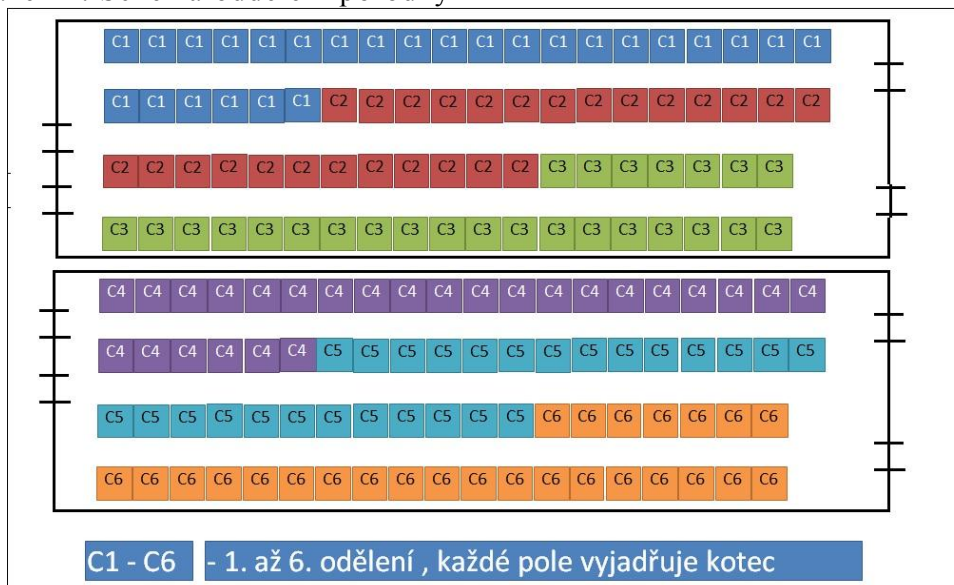 C1 C1 C1 C1 C1 C1 C1 C1 C1 C1 C1 C1 C1 C1 C1 C1 C1 C1 C1 C1
C1 C1 C1 C1 C1 C1 C2 C2 C2 C2 C2 C2 C2 C2 C2 C2 C2 C2 C2 C2
C2 C2 C2 C2 C2 C2 C2 C2 C2 C2 C2 C2 C3 C3 C3 C3 C3 C3 C3
C3 C3 C3 C3 C3 C3 C3 C3 C3 C3 C3 C3 C3 C3 C3 C3 C3 C3 C3
C4 C4 C4 C4 C4 C4 C4 C4 C4 C4 C4 C4 C4 C4 C4 C4 C4 C4 C4 C4
C4 C4 C4 C4 C4 C4 C5 C5 C5 C5 C5 C5 C5 C5 C5 C5 C5 C5 C5 C5
C5 C5 C5 C5 C5 C5 C5 C5 C5 C5 C5 C5 C6 C6 C6 C6 C6 C6 C6
C6 C6 C6 C6 C6 C6 C6 C6 C6 C6 C6 C6 C6 C6 C6 C6 C6 C6 C6
C1 - C6 - 1. až 6. odělení , každé pole vyjadřuje kotec